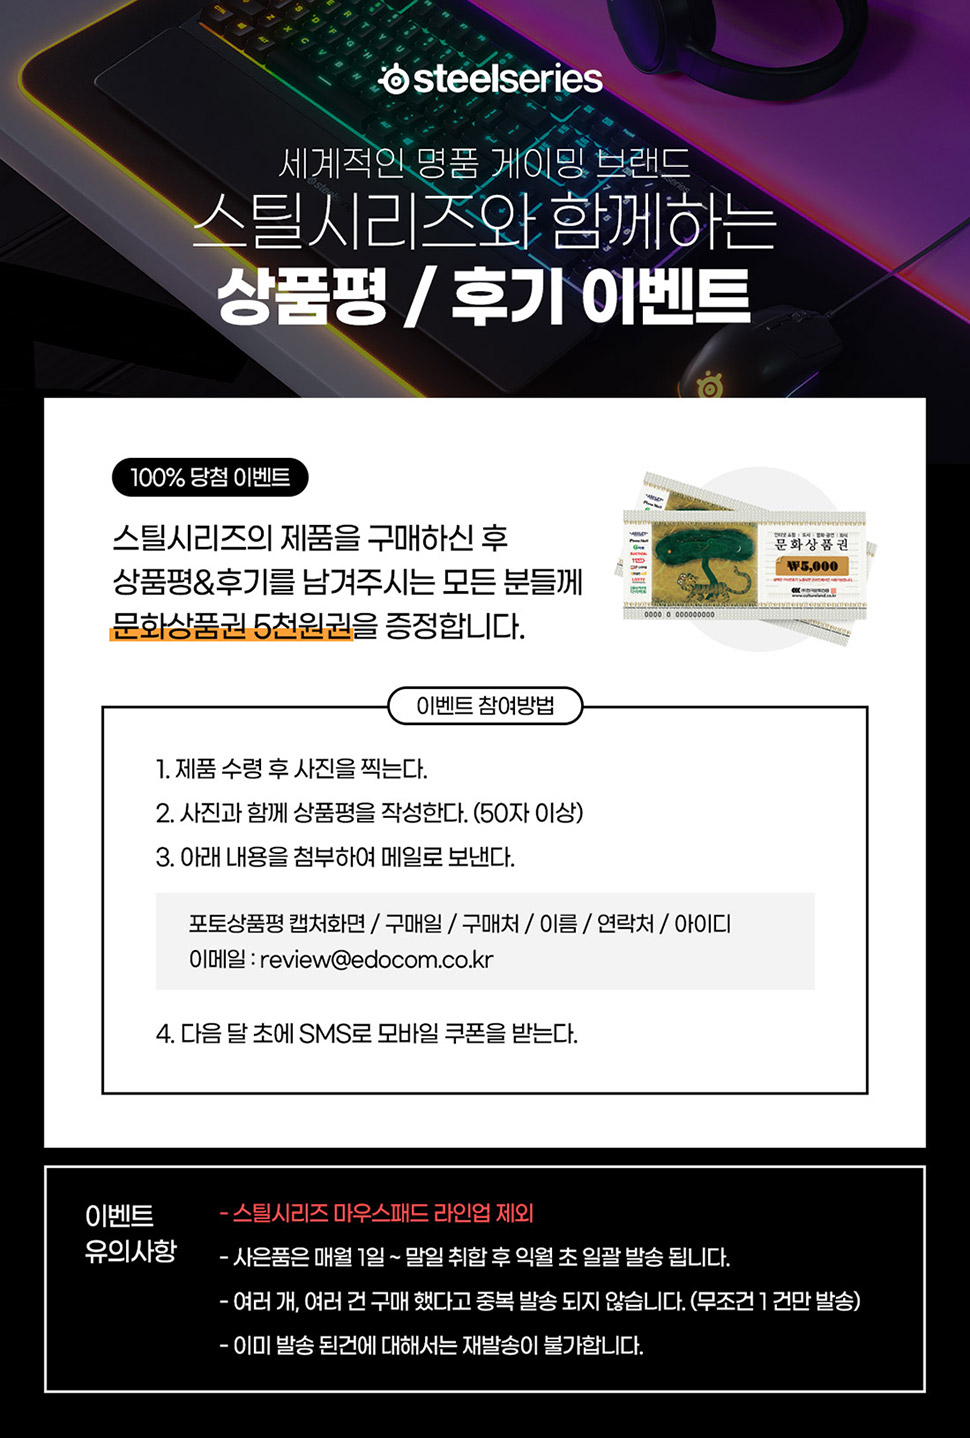 steelseries
세계적인 명품 게이밍 브랜드
스틸시리즈와 함께하는
상품평 / 후기 이벤트
100% 당첨 이벤트
스틸시리즈의 제품을 구매하신 후
상품평&후기를 남겨주시는 모든 분들께
문화상품권 5천원권을 증정합니다.
문화상품권
₩5,000
www.cultureland.co.kr
0000 0 000000000
이벤트 참여방법
1. 제품 수령 후 사진을 찍는다.
2. 사진과 함께 상품평을 작성한다. (50자 이상)
3. 아래 내용을 첨부하여 메일로 보낸다.
포토상품평 캡처화면 / 구매일 / 구매처 / 이름 / 연락처 / 아이디
이메일 : review@edocom.co.kr
4. 다음 달 초에 SMS로 모바일 쿠폰을 받는다.
이벤트
유의사항
- 스틸시리즈 마우스패드 라인업 제외
- 사은품은 매월 1일 ~ 말일 취합 후 익월 초 일괄 발송 됩니다.
- 여러 개, 여러 건 구매 했다고 중복 발송 되지 않습니다. (무조건 1 건만 발송)
- 이미 발송 된건에 대해서는 재발송이 불가합니다.